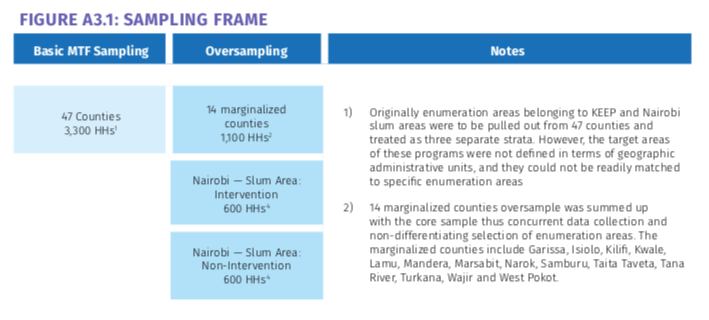 FIGURE A3.1: SAMPLING FRAME
Basic MTF Sampling
Oversampling
Notes
47 Counties
3,300 HHs¹
14 marginalized
counties
1,100 HHs²
Nairobi — Slum Area:
Intervention
600 HHs⁴
Nairobi — Slum Area:
Non-Intervention
600 HHs⁴
1) Originally enumeration areas belonging to KEEP and Nairobi
slum areas were to be pulled out from 47 counties and
treated as three separate strata. However, the target areas
of these programs were not defined in terms of geographic
administrative units, and they could not be readily matched
to specific enumeration areas
2) 14 marginalized counties oversample was summed up
with the core sample thus concurrent data collection and
non-differentiating selection of enumeration areas. The
marginalized counties include Garissa, Isiolo, Kilifi, Kwale,
Lamu, Mandera, Marsabit, Narok, Samburu, Taita Taveta, Tana
River, Turkana, Wajir and West Pokot.